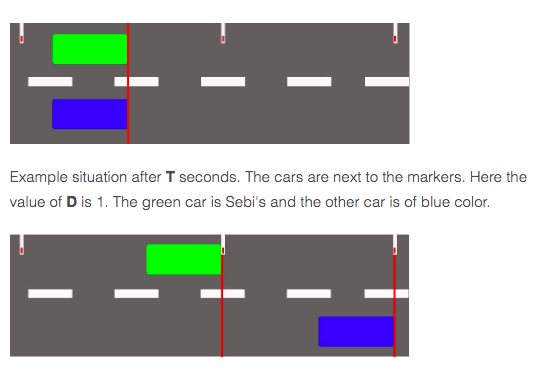 Example situation after T seconds. The cars are next to the markers. Here the
value of D is 1. The green car is Sebi's and the other car is of blue color.